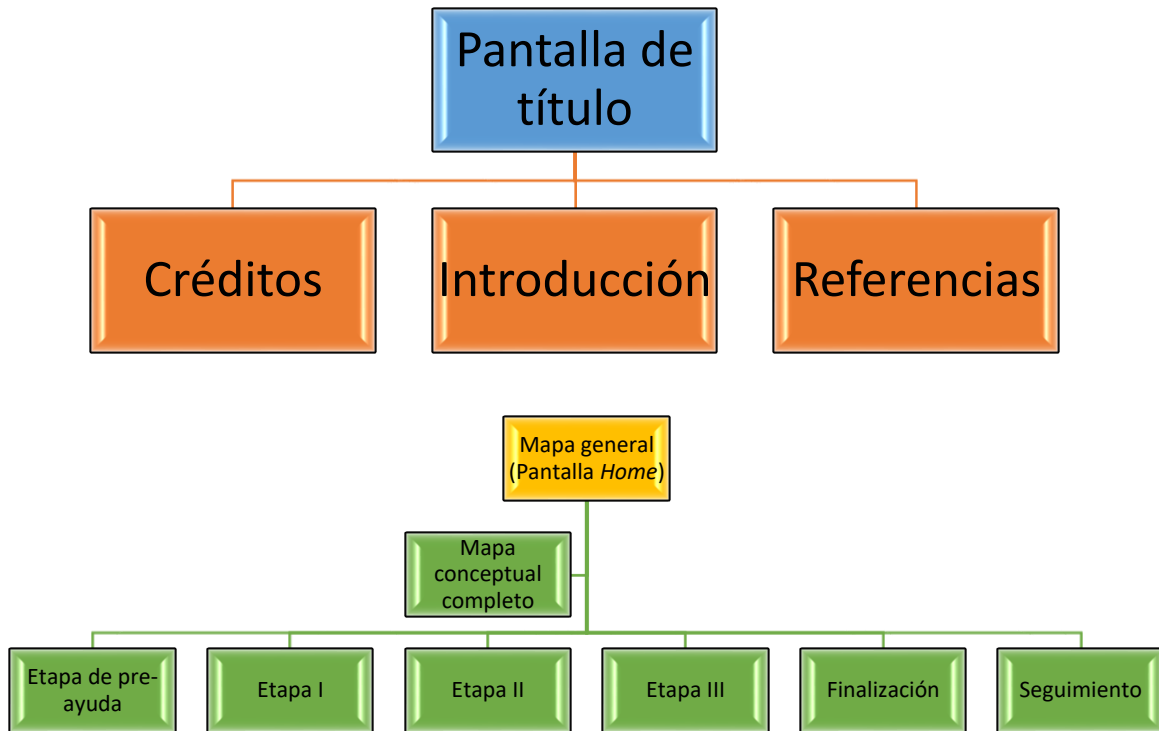 Pantalla de
título
Créditos
Introducción
Referencias
Mapa general
(Pantalla Home)
Mapa
conceptual
completo
Etapa de pre-
ayuda
Etapa I
Etapa II
Etapa III
Finalización
Seguimiento